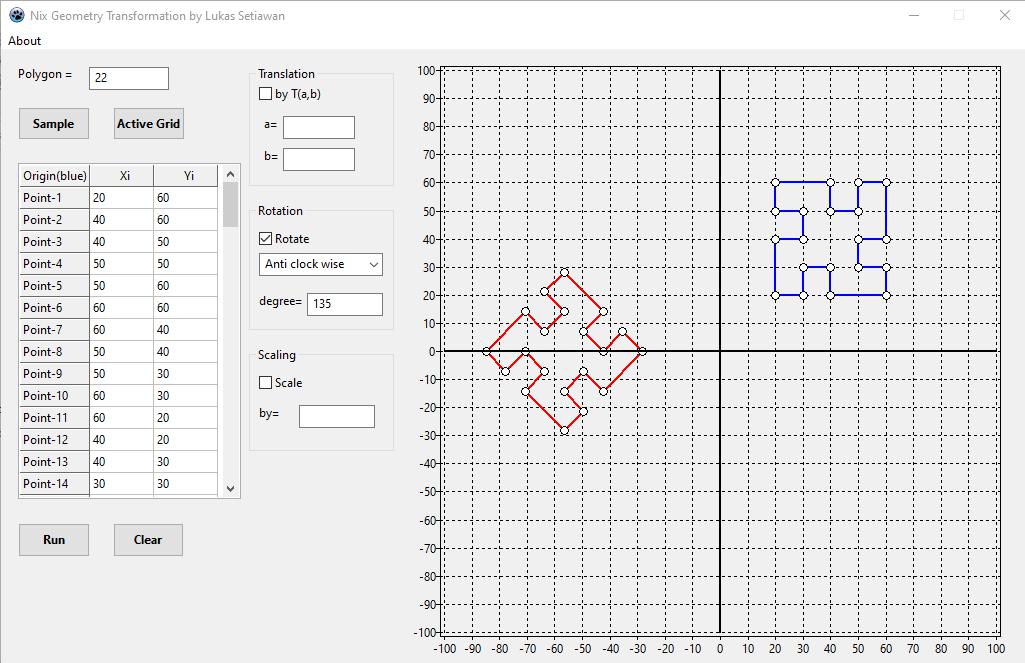 Nix Geometry Transformation by Lukas Setiawan
About
Polygon = 22
Sample Active Grid
Origin(blue) Xi Yi
Point-1 20 60
Point-2 40 60
Point-3 40 50
Point-4 50 50
Point-5 50 60
Point-6 60 60
Point-7 60 40
Point-8 50 40
Point-9 50 30
Point-10 60 30
Point-11 60 20
Point-12 40 20
Point-13 40 30
Point-14 30 30
Run Clear
Translation
by T(a,b)
a=
b=
Rotation
Rotate
Anti clock wise
degree= 135
Scaling
Scale
by=
100
90
80
70
60
50
40
30
20
10
0
-10
-20
-30
-40
-50
-60
-70
-80
-90
-100
-100 -90 -80 -70 -60 -50 -40 -30 -20 -10 0 10 20 30 40 50 60 70 80 90 100